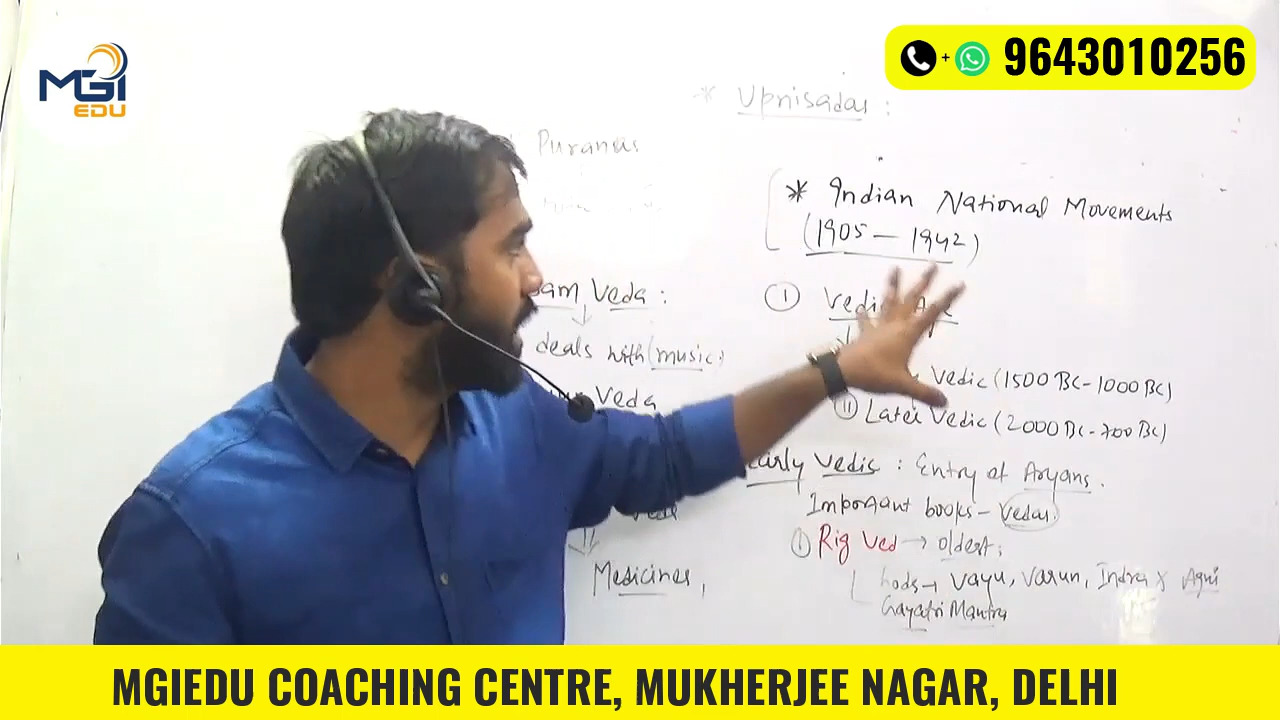 MGI
EDU
+ 9643010256
* Upnisadas :
Puranas
* Indian National Movements
(1905 — 1942)
Sam Veda :
deals with (music)
Veda
Medicines,
(I) Vedic Age
Vedic (1500 BC-1000 BC)
(II) Later Vedic (2000 BC-700 BC)
Early Vedic : Entry of Aryans.
Important books - Vedas.
(I) Rig Ved → oldest;
Gods → Vayu, Varun, Indra & Agni
Gayatri Mantra
MGIEDU COACHING CENTRE, MUKHERJEE NAGAR, DELHI